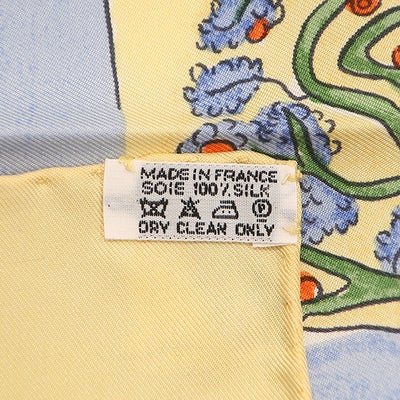 MADE IN FRANCE
SOIE 100% SILK
P
DRY CLEAN ONLY